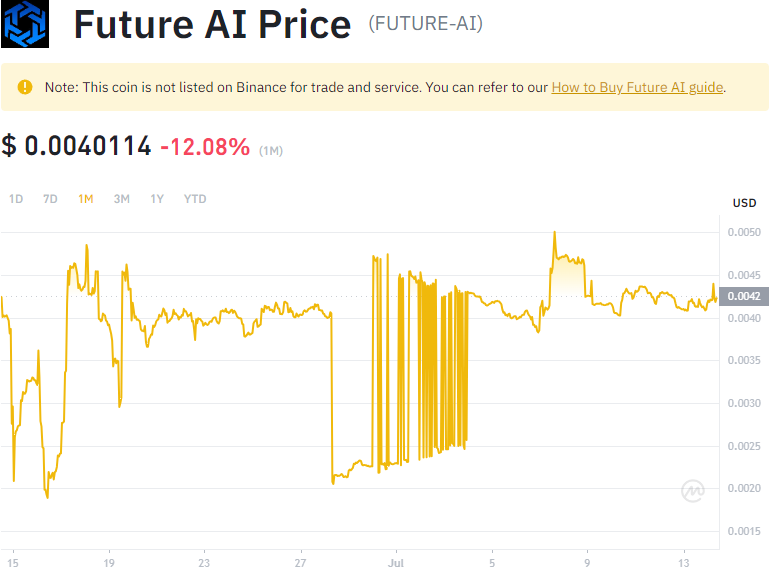 Future AI Price (FUTURE-AI)
Note: This coin is not listed on Binance for trade and service. You can refer to our How to Buy Future AI guide.
$ 0.0040114 -12.08% (1M)
1D 7D 1M 3M 1Y YTD
USD
0.0050
0.0045
0.0042
0.0040
0.0035
0.0030
0.0025
0.0020
0.0015
15 19 23 27 Jul 5 9 13